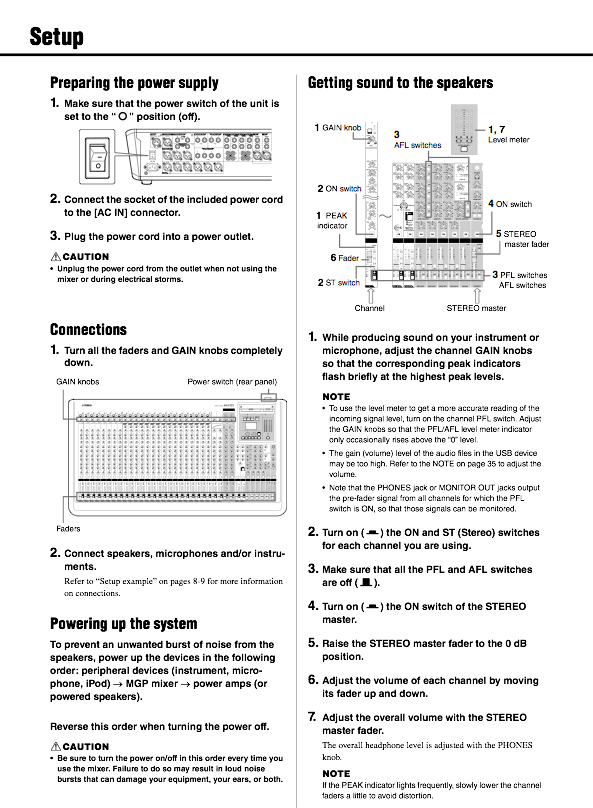 Setup
Preparing the power supply
1. Make sure that the power switch of the unit is
set to the “ O ” position (off).
2. Connect the socket of the included power cord
to the [AC IN] connector.
3. Plug the power cord into a power outlet.
CAUTION
• Unplug the power cord from the outlet when not using the
mixer or during electrical storms.
Connections
1. Turn all the faders and GAIN knobs completely
down.
GAIN knobs
Power switch (rear panel)
Faders
2. Connect speakers, microphones and/or instru-
ments.
Refer to “Setup example” on pages 8-9 for more information
on connections.
Powering up the system
To prevent an unwanted burst of noise from the
speakers, power up the devices in the following
order: peripheral devices (instrument, micro-
phone, iPod) → MGP mixer → power amps (or
powered speakers).
Reverse this order when turning the power off.
CAUTION
• Be sure to turn the power on/off in this order every time you
use the mixer. Failure to do so may result in loud noise
bursts that can damage your equipment, your ears, or both.
Getting sound to the speakers
1 GAIN knob
3
AFL switches
1, 7
Level meter
2 ON switch
4 ON switch
1 PEAK
indicator
5 STEREO
master fader
6 Fader
2 ST switch
3 PFL switches
AFL switches
Channel
STEREO master
1. While producing sound on your instrument or
microphone, adjust the channel GAIN knobs
so that the corresponding peak indicators
flash briefly at the highest peak levels.
NOTE
• To use the level meter to get a more accurate reading of the
incoming signal level, turn on the channel PFL switch. Adjust
the GAIN knobs so that the PFL/AFL level meter indicator
only occasionally rises above the “0” level.
• The gain (volume) level of the audio files in the USB device
may be too high. Refer to the NOTE on page 35 to adjust the
volume.
• Note that the PHONES jack or MONITOR OUT jacks output
the pre-fader signal from all channels for which the PFL
switch is ON, so that those signals can be monitored.
2. Turn on ( ) the ON and ST (Stereo) switches
for each channel you are using.
3. Make sure that all the PFL and AFL switches
are off ( ).
4. Turn on ( ) the ON switch of the STEREO
master.
5. Raise the STEREO master fader to the 0 dB
position.
6. Adjust the volume of each channel by moving
its fader up and down.
7. Adjust the overall volume with the STEREO
master fader.
The overall headphone level is adjusted with the PHONES
knob.
NOTE
If the PEAK indicator lights frequently, slowly lower the channel
faders a little to avoid distortion.